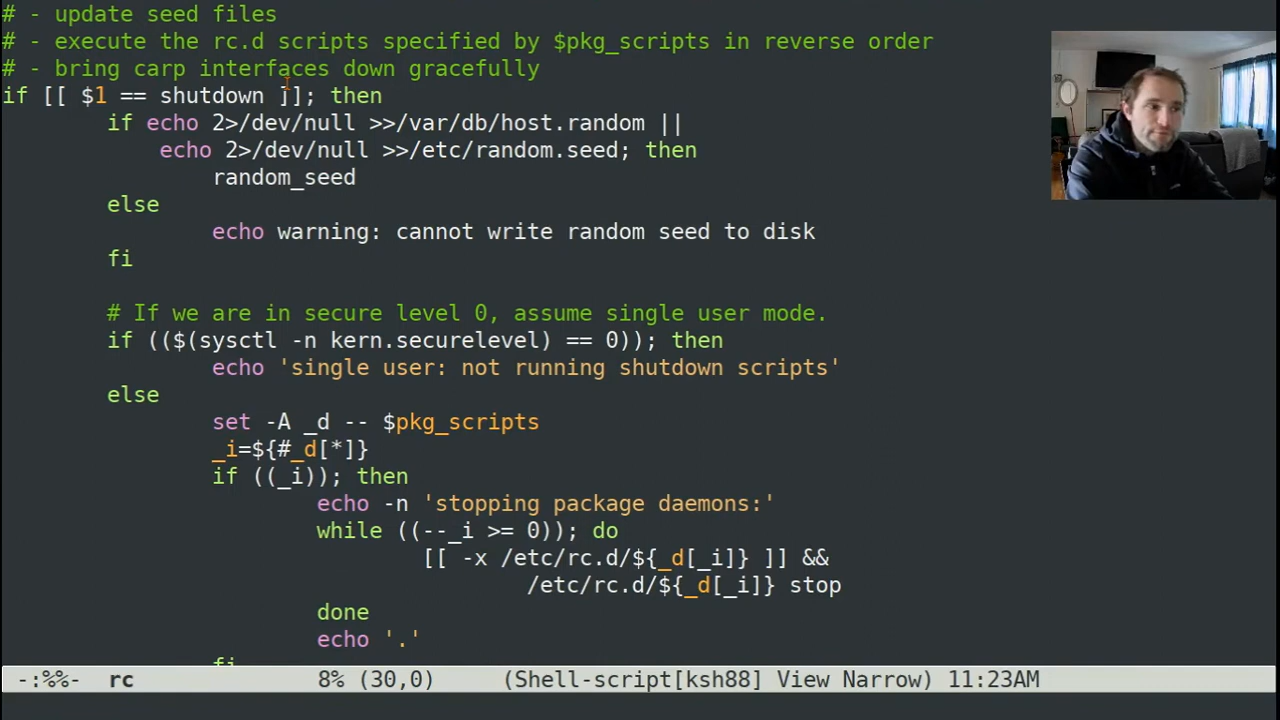 # - update seed files
# - execute the rc.d scripts specified by $pkg_scripts in reverse order
# - bring carp interfaces down gracefully
if [[ $1 == shutdown ]]; then
        if echo 2>/dev/null >>/var/db/host.random ||
            echo 2>/dev/null >>/etc/random.seed; then
                random_seed
        else
                echo warning: cannot write random seed to disk
        fi

        # If we are in secure level 0, assume single user mode.
        if (($(sysctl -n kern.securelevel) == 0)); then
                echo 'single user: not running shutdown scripts'
        else
                set -A _d -- $pkg_scripts
                _i=${#_d[*]}
                if ((_i)); then
                        echo -n 'stopping package daemons:'
                        while ((--_i >= 0)); do
                                [[ -x /etc/rc.d/${_d[_i]} ]] &&
                                        /etc/rc.d/${_d[_i]} stop
                        done
                        echo '.'
                fi
-:%%-  rc             8% (30,0)     (Shell-script[ksh88] View Narrow) 11:23AM